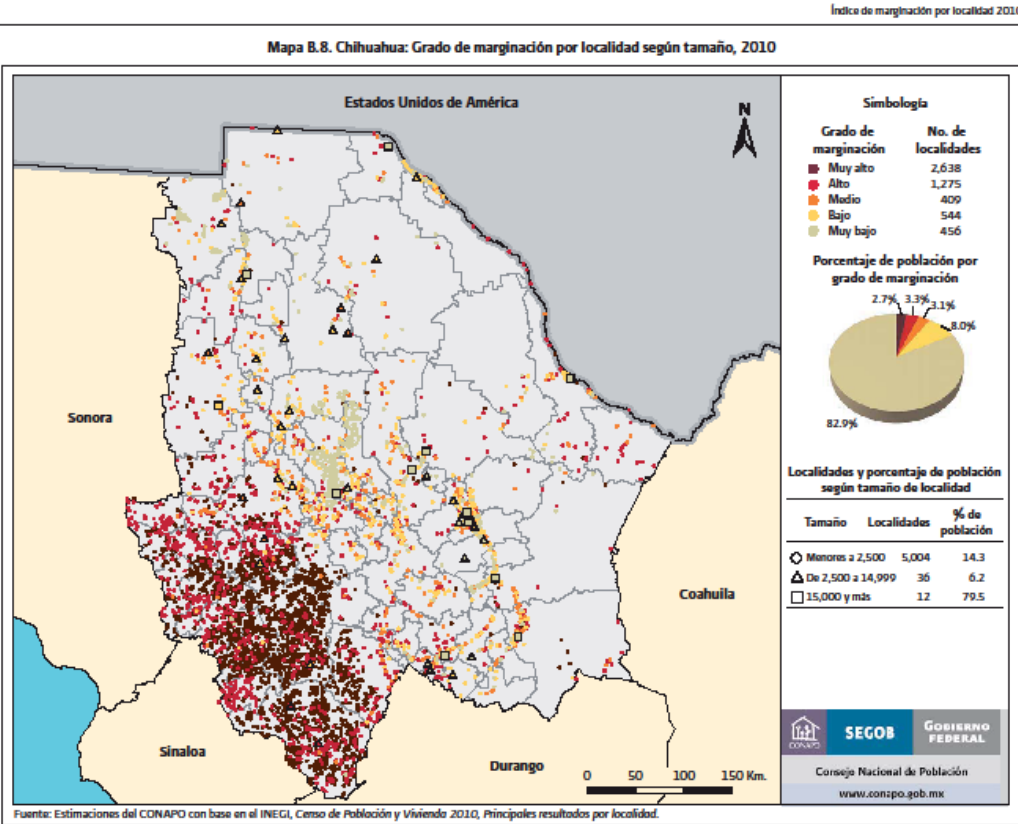 Índice de marginación por localidad 2010
Mapa B.8. Chihuahua: Grado de marginación por localidad según tamaño, 2010
Estados Unidos de América
N
Sonora
Coahuila
Sinaloa
Durango
0 50 100 150 Km.
Simbología
Grado de marginación No. de localidades
Muy alto 2,638
Alto 1,275
Medio 409
Bajo 544
Muy bajo 456
Porcentaje de población por
grado de marginación
2.7% 3.3% 3.1%
8.0%
82.9%
Localidades y porcentaje de población
según tamaño de localidad
Tamaño Localidades % de población
Menores a 2,500 5,004 14.3
De 2,500 a 14,999 36 6.2
15,000 y más 12 79.5
CONAPO
SEGOB
GOBIERNO
FEDERAL
Consejo Nacional de Población
www.conapo.gob.mx
Fuente: Estimaciones del CONAPO con base en el INEGI, Censo de Población y Vivienda 2010, Principales resultados por localidad.